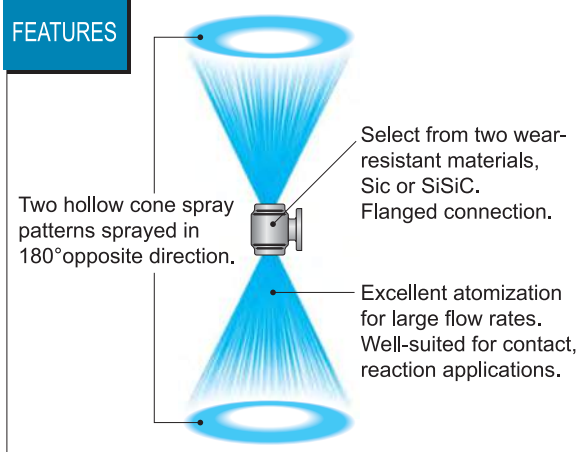 FEATURES
Two hollow cone spray
patterns sprayed in
180°opposite direction.
Select from two wear-
resistant materials,
Sic or SiSiC.
Flanged connection.
Excellent atomization
for large flow rates.
Well-suited for contact,
reaction applications.